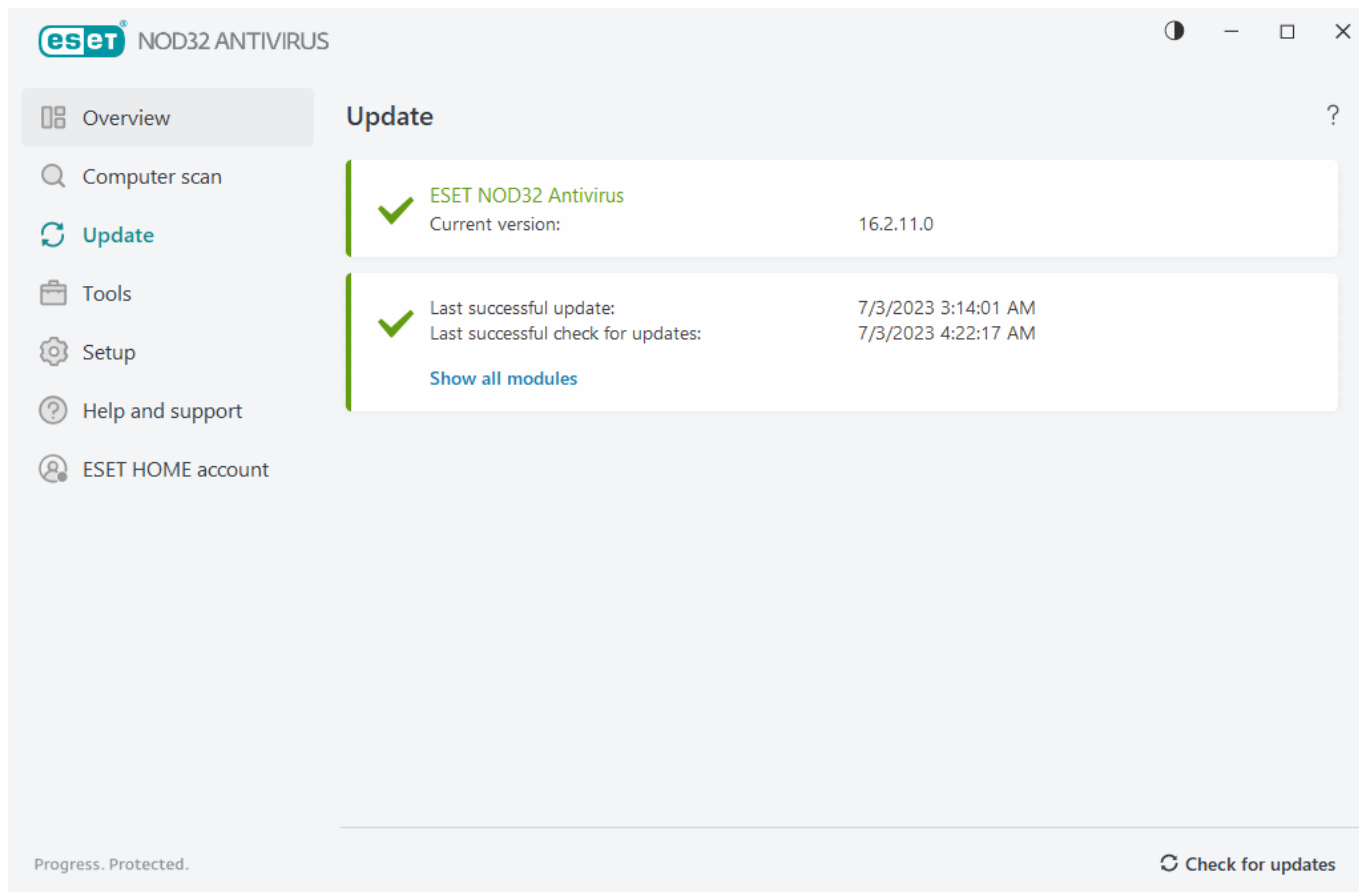 eset® NOD32 ANTIVIRUS
Overview
Computer scan
Update
Tools
Setup
Help and support
ESET HOME account
Update
?
ESET NOD32 Antivirus
Current version: 16.2.11.0
Last successful update: 7/3/2023 3:14:01 AM
Last successful check for updates: 7/3/2023 4:22:17 AM
Show all modules
Progress. Protected.
Check for updates